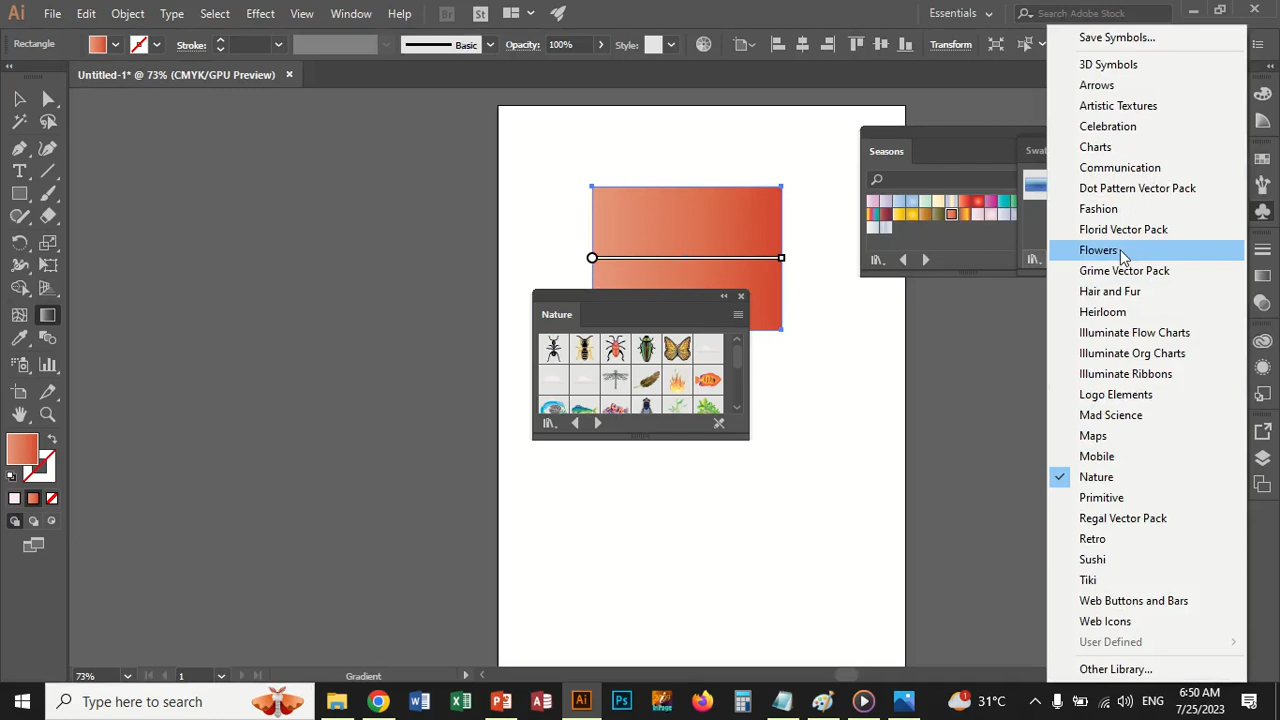 Ai File Edit Object Type Select Effect View Window Help Br St Essentials Search Adobe Stock
Rectangle Stroke: Basic Opacity: 100% Style: Transform
Untitled-1* @ 73% (CMYK/GPU Preview)
Seasons
Swat
Nature
Save Symbols...
3D Symbols
Arrows
Artistic Textures
Celebration
Charts
Communication
Dot Pattern Vector Pack
Fashion
Florid Vector Pack
Flowers
Grime Vector Pack
Hair and Fur
Heirloom
Illuminate Flow Charts
Illuminate Org Charts
Illuminate Ribbons
Logo Elements
Mad Science
Maps
Mobile
Nature
Primitive
Regal Vector Pack
Retro
Sushi
Tiki
Web Buttons and Bars
Web Icons
User Defined
Other Library...
73% 1 Gradient
Type here to search 31°C ENG
6:50 AM
7/25/2023